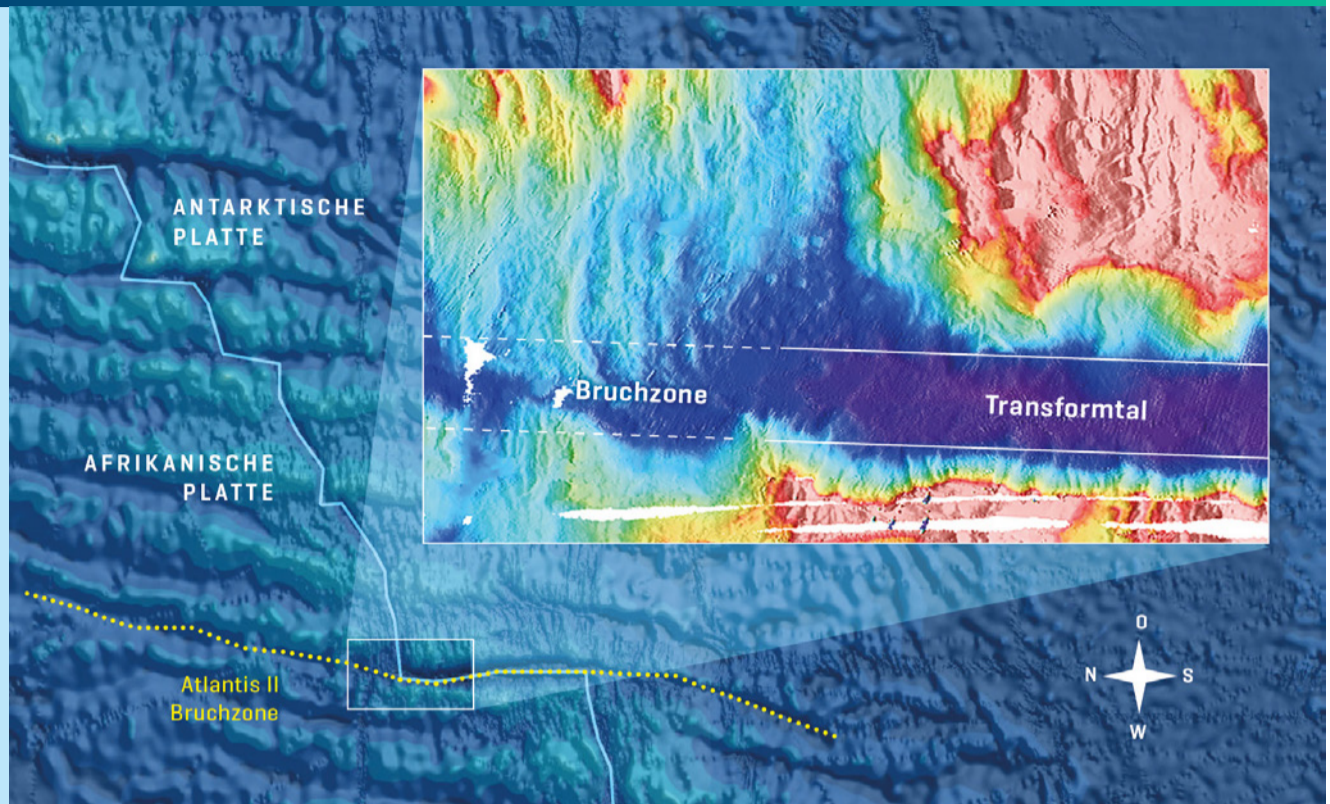 ANTARKTISCHE
PLATTE
Bruchzone
Transformtal
AFRIKANISCHE
PLATTE
Atlantis II
Bruchzone
O
N
S
W